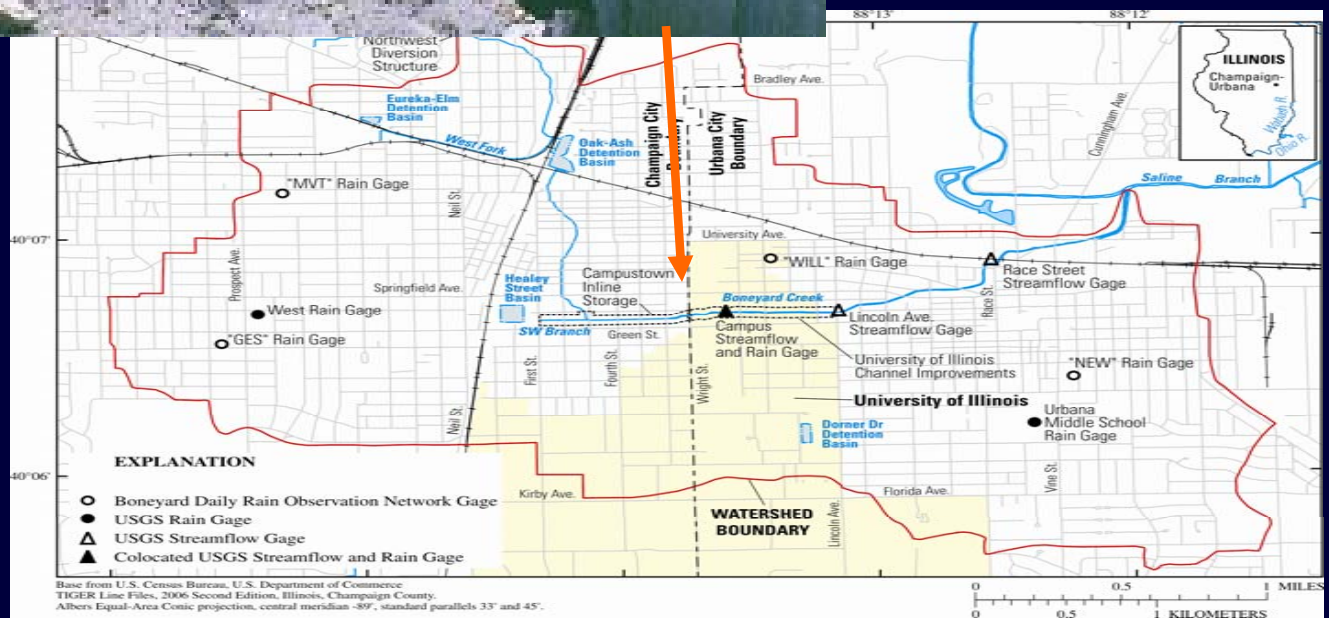 88°13'
88°12'
Northwest
Diversion
Structure
Bradley Ave.
ILLINOIS
Champaign-
Urbana
Wabash R.
Ohio R.
Eureka-Elm
Detention
Basin
West Fork
Oak-Ash
Detention
Basin
Champaign City
Urbana City
Boundary
Cunningham Ave.
Saline Branch
"MVT" Rain Gage
Neil St.
40°07'
University Ave.
"WILL" Rain Gage
Race Street
Streamflow Gage
Prospect Ave.
Springfield Ave.
Healey
Street
Basin
Campustown
Inline
Storage
Boneyard Creek
Race St.
West Rain Gage
SW Branch
Green St.
Campus
Streamflow
and Rain Gage
Lincoln Ave.
Streamflow Gage
"GES" Rain Gage
First St.
Fourth St.
Wright St.
University of Illinois
Channel Improvements
"NEW" Rain Gage
University of Illinois
Neil St.
Dorner Dr
Detention
Basin
Urbana
Middle School
Rain Gage
40°06'
Kirby Ave.
Florida Ave.
Vine St.
WATERSHED
BOUNDARY
Lincoln Ave.
EXPLANATION
Boneyard Daily Rain Observation Network Gage
USGS Rain Gage
USGS Streamflow Gage
Colocated USGS Streamflow and Rain Gage
Base from U.S. Census Bureau, U.S. Department of Commerce
TIGER Line Files, 2006 Second Edition, Illinois, Champaign County.
Albers Equal-Area Conic projection, central meridian -89°, standard parallels 33° and 45°.
0 0.5 1 MILES
0 0.5 1 KILOMETERS